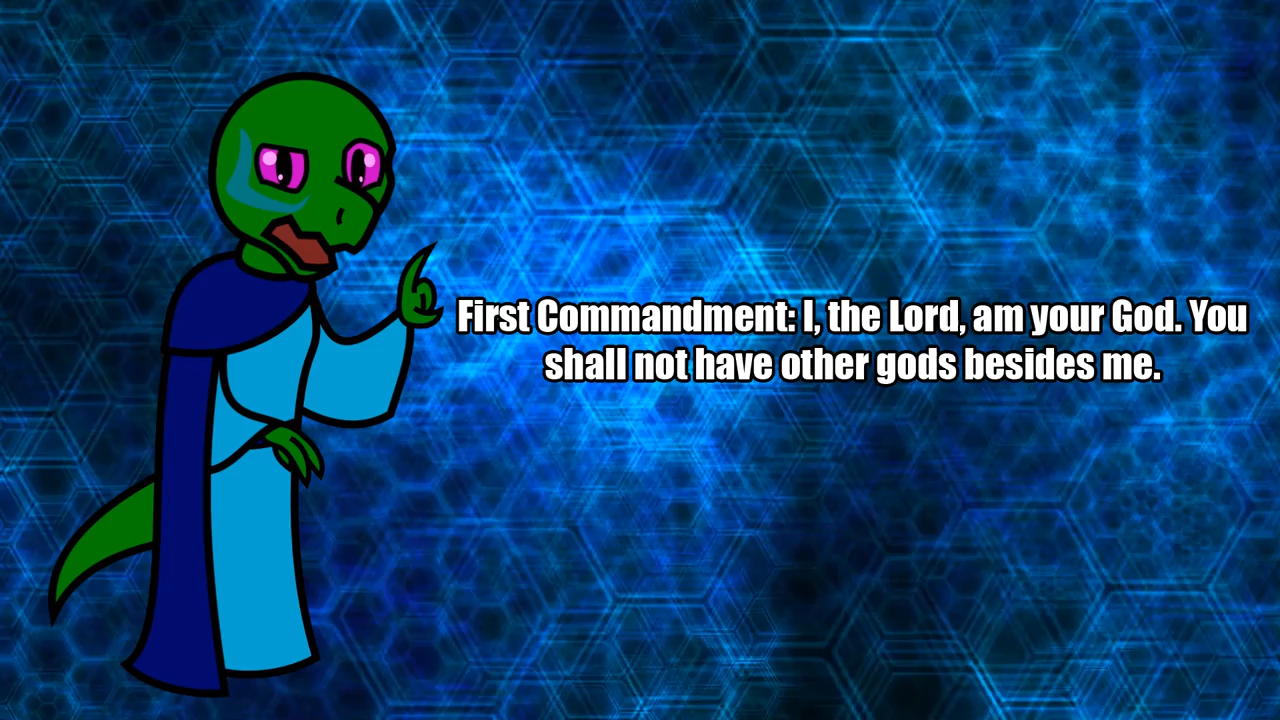 First Commandment: I, the Lord, am your God. You
shall not have other gods besides me.